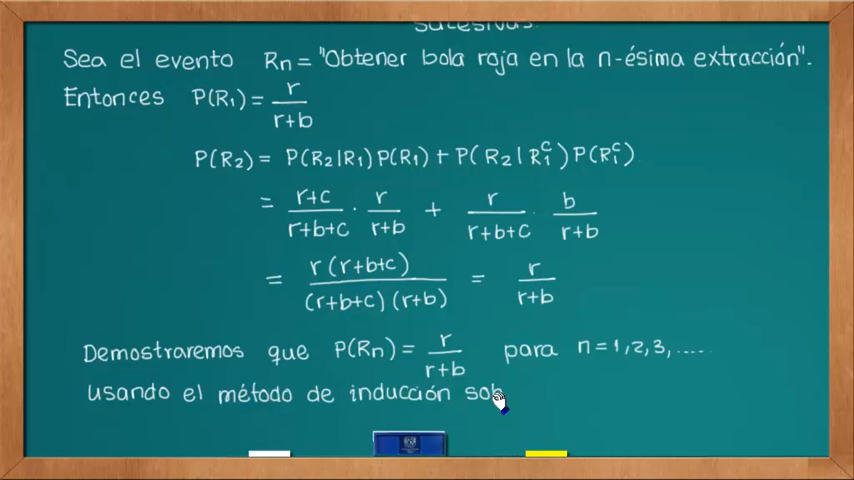 Sea el evento Rn = "Obtener bola roja en la n-ésima extracción".
Entonces P(R₁) = r/(r+b)
P(R₂) = P(R₂|R₁)P(R₁) + P(R₂|R₁ᶜ)P(R₁ᶜ)
= (r+c)/(r+b+c) · r/(r+b) + r/(r+b+c) · b/(r+b)
= r(r+b+c)/((r+b+c)(r+b)) = r/(r+b)
Demostraremos que P(Rn) = r/(r+b) para n=1,2,3,.....
usando el método de inducción sob